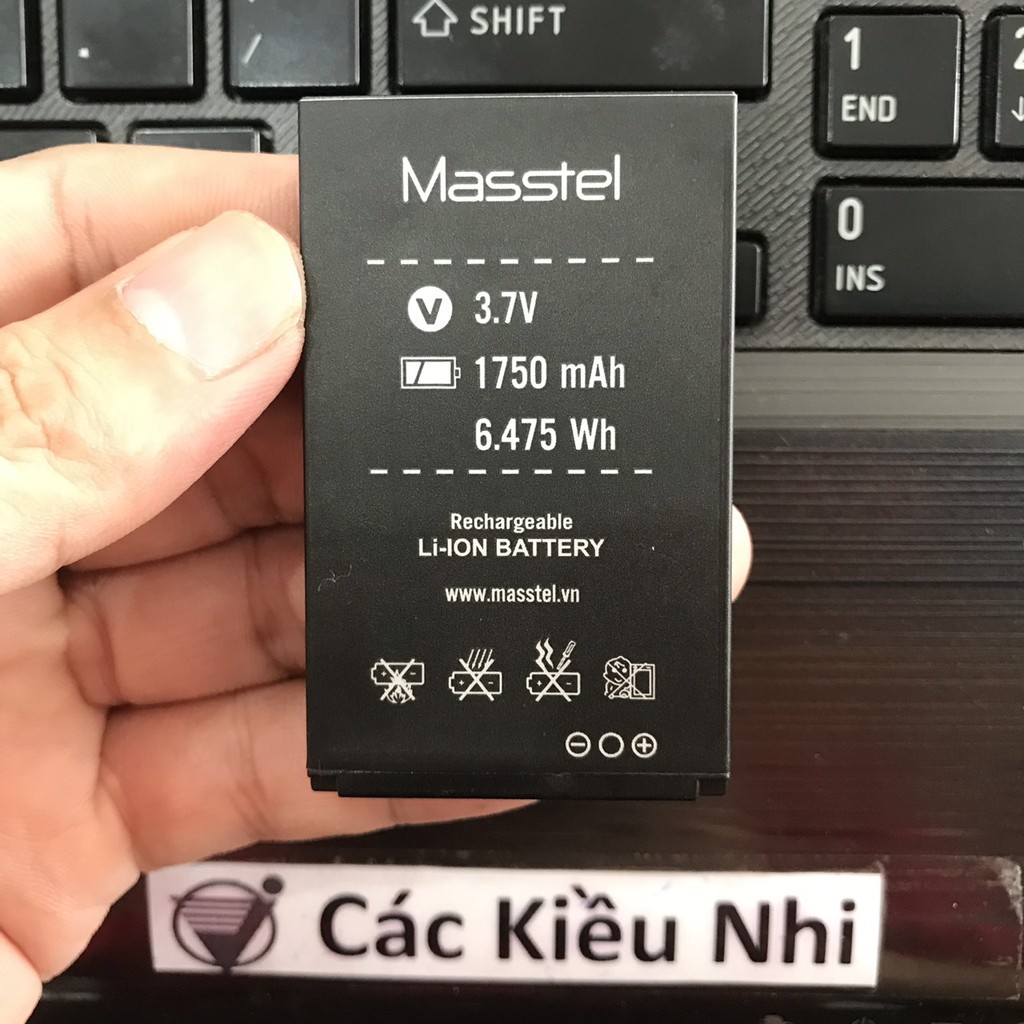 SHIFT
1
END
2
0
INS
Masstel
V 3.7V
1750 mAh
6.475 Wh
Rechargeable
Li-ION BATTERY
www.masstel.vn
Các Kiều Nhi